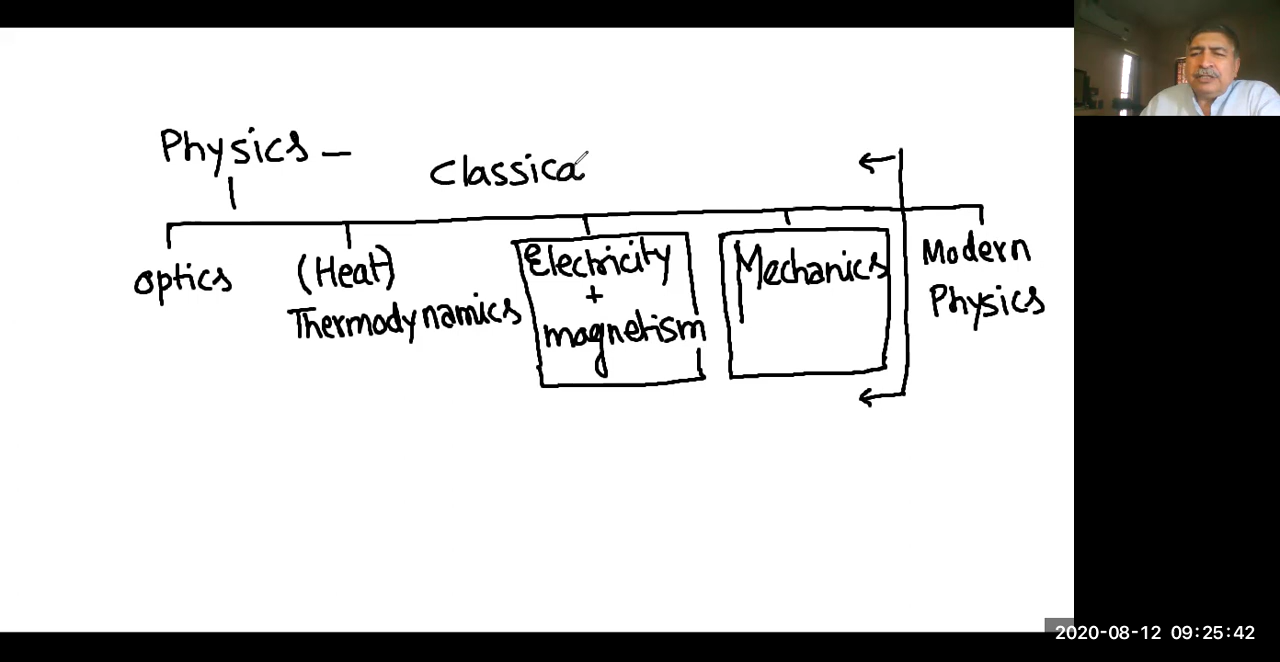 Physics –
Classica
Optics
(Heat)
Thermodynamics
Electricity
+
magnetism
Mechanics
Modern
Physics
2020-08-12 09:25:42